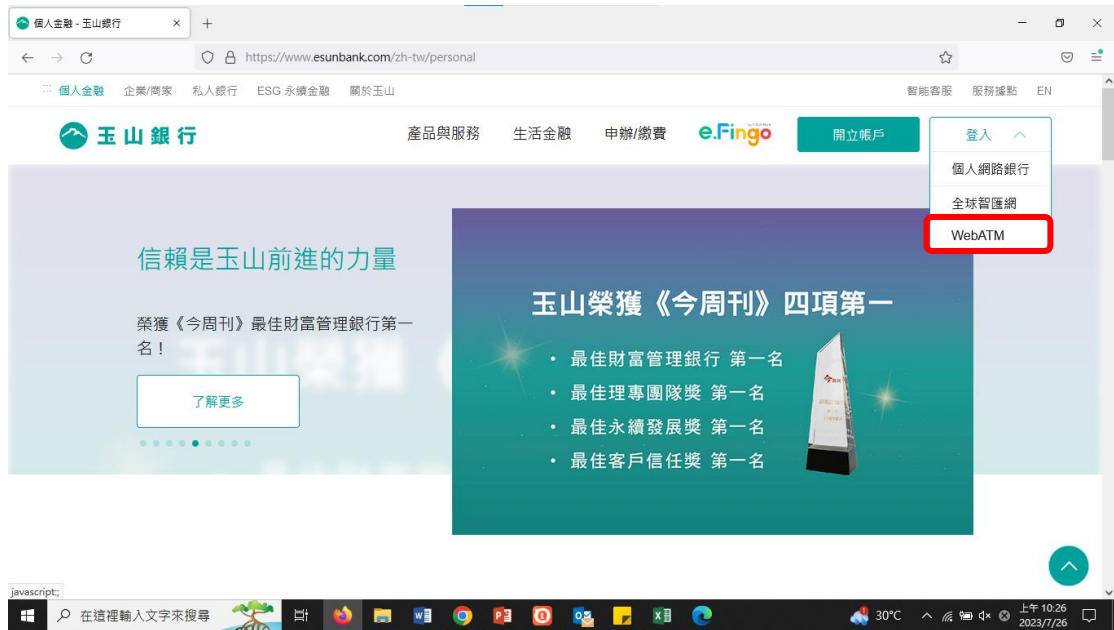 個人金融 - 玉山銀行
https://www.esunbank.com/zh-tw/personal
個人金融 企業/商家 私人銀行 ESG 永續金融 關於玉山 智能客服 服務據點 EN
玉山銀行 產品與服務 生活金融 申辦/繳費 e.Fingo 開立帳戶 登入
個人網路銀行
全球智匯網
WebATM
信賴是玉山前進的力量
榮獲《今周刊》最佳財富管理銀行第一
名！
了解更多
玉山榮獲《今周刊》四項第一
• 最佳財富管理銀行 第一名
• 最佳理專團隊獎 第一名
• 最佳永續發展獎 第一名
• 最佳客戶信任獎 第一名
javascript:;
在這裡輸入文字來搜尋
30°C
上午 10:26
2023/7/26